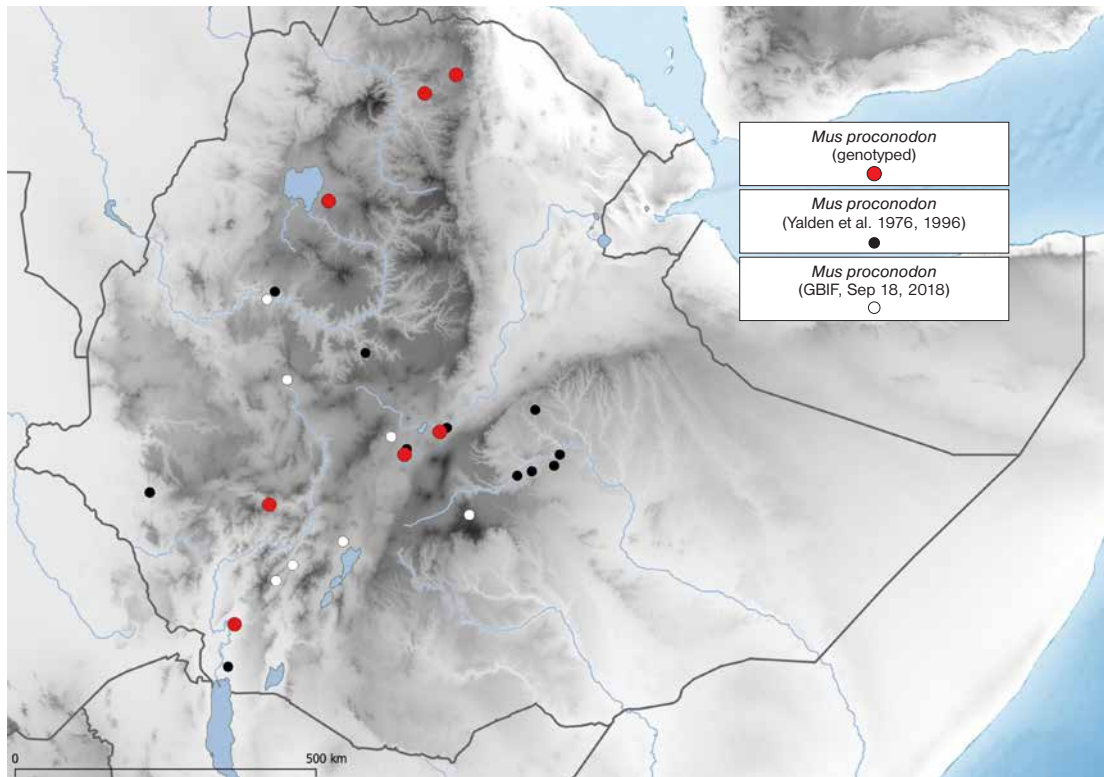 Mus proconodon
(genotyped)
Mus proconodon
(Yalden et al. 1976, 1996)
Mus proconodon
(GBIF, Sep 18, 2018)
0
500 km